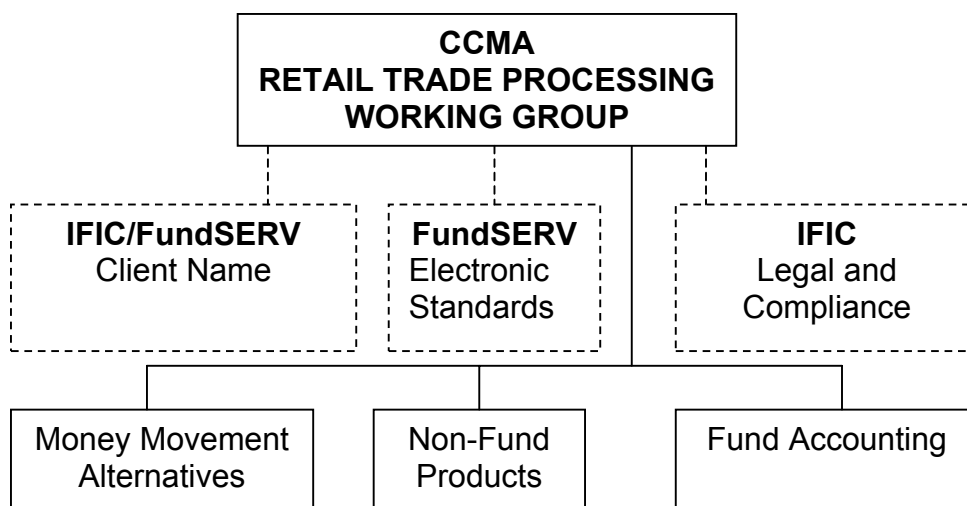 CCMA
RETAIL TRADE PROCESSING
WORKING GROUP
IFIC/FundSERV
Client Name
FundSERV
Electronic
Standards
IFIC
Legal and
Compliance
Money Movement
Alternatives
Non-Fund
Products
Fund Accounting